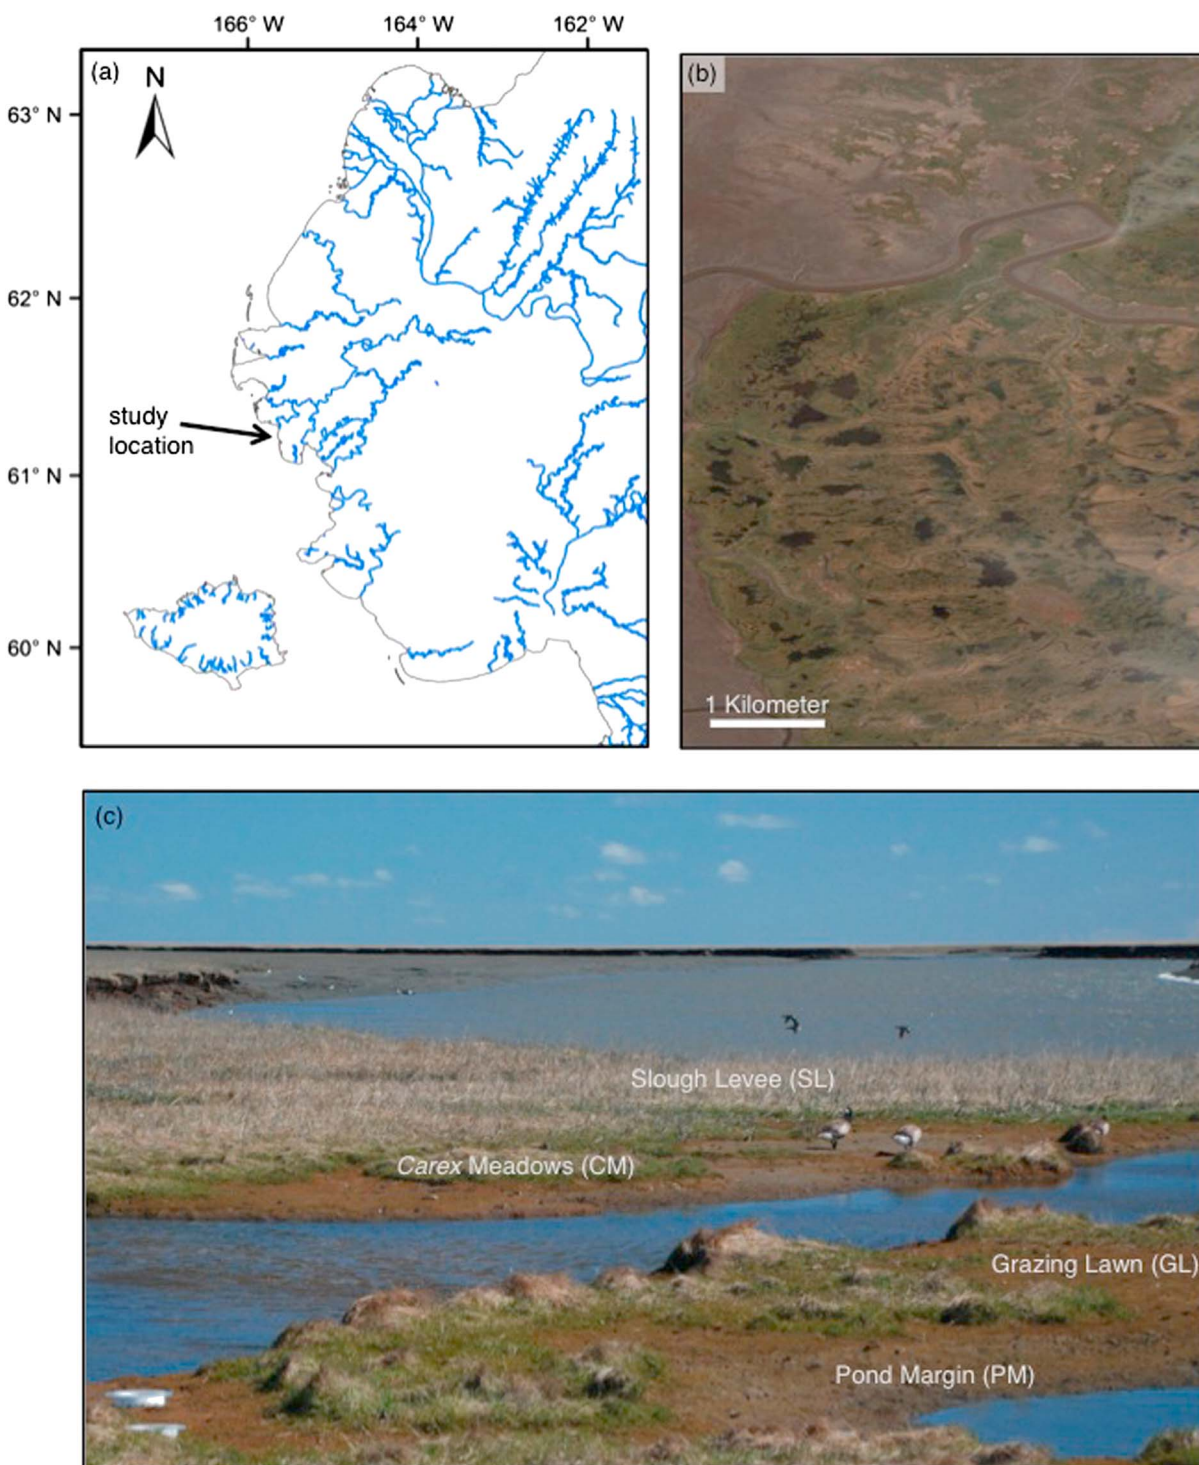 166° W 164° W 162° W
(a)
N
63° N
62° N
61° N
60° N
study
location
(b)
1 Kilometer
(c)
Slough Levee (SL)
Carex Meadows (CM)
Grazing Lawn (GL)
Pond Margin (PM)